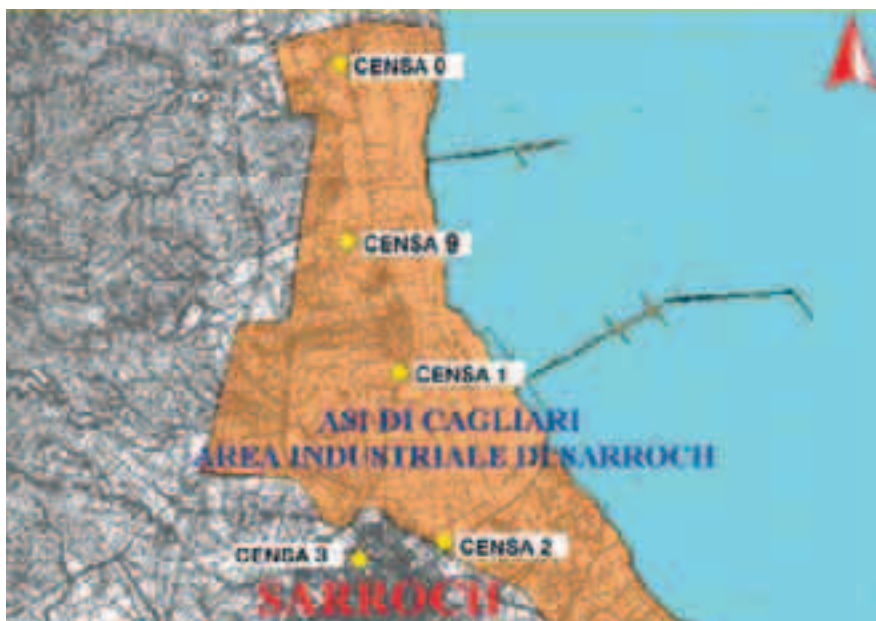 CENSA 0
CENSA 9
CENSA 1
ASI DI CAGLIARI
AREA INDUSTRIALE DI SARROCH
CENSA 2
CENSA 3
SARROCH